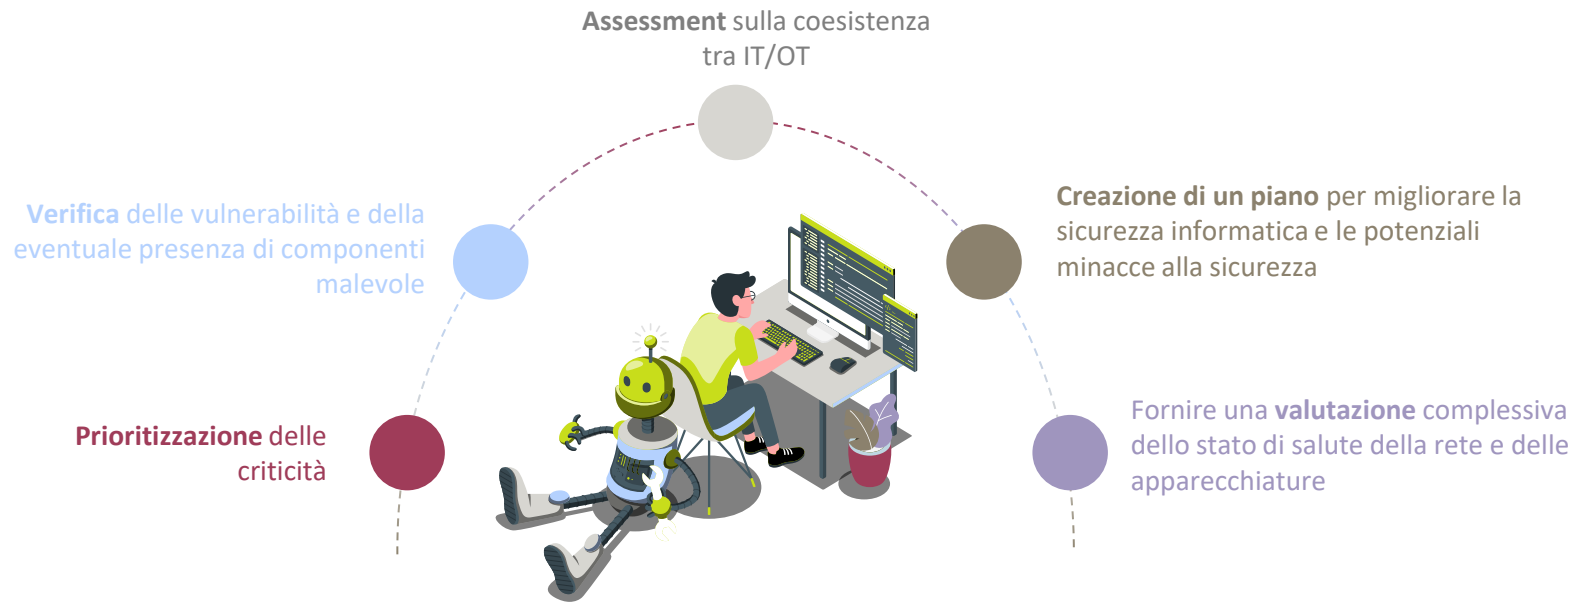 Assessment sulla coesistenza
tra IT/OT
Verifica delle vulnerabilità e della
eventuale presenza di componenti
malevole
Creazione di un piano per migliorare la
sicurezza informatica e le potenziali
minacce alla sicurezza
Prioritizzazione delle
criticità
Fornire una valutazione complessiva
dello stato di salute della rete e delle
apparecchiature